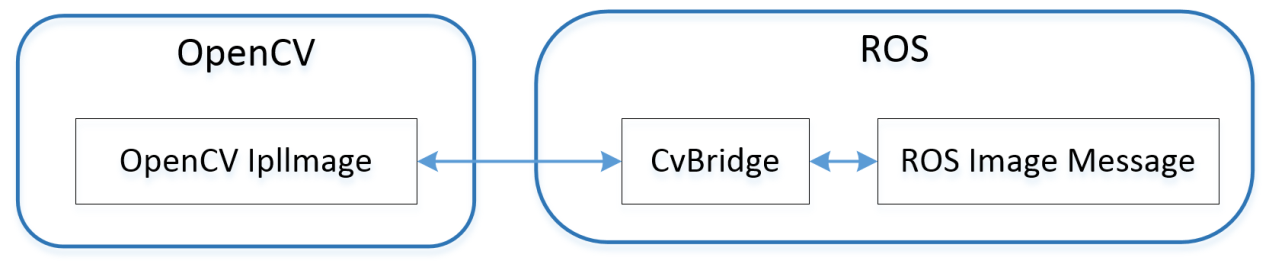 OpenCV
ROS
OpenCV IplImage
CvBridge
ROS Image Message